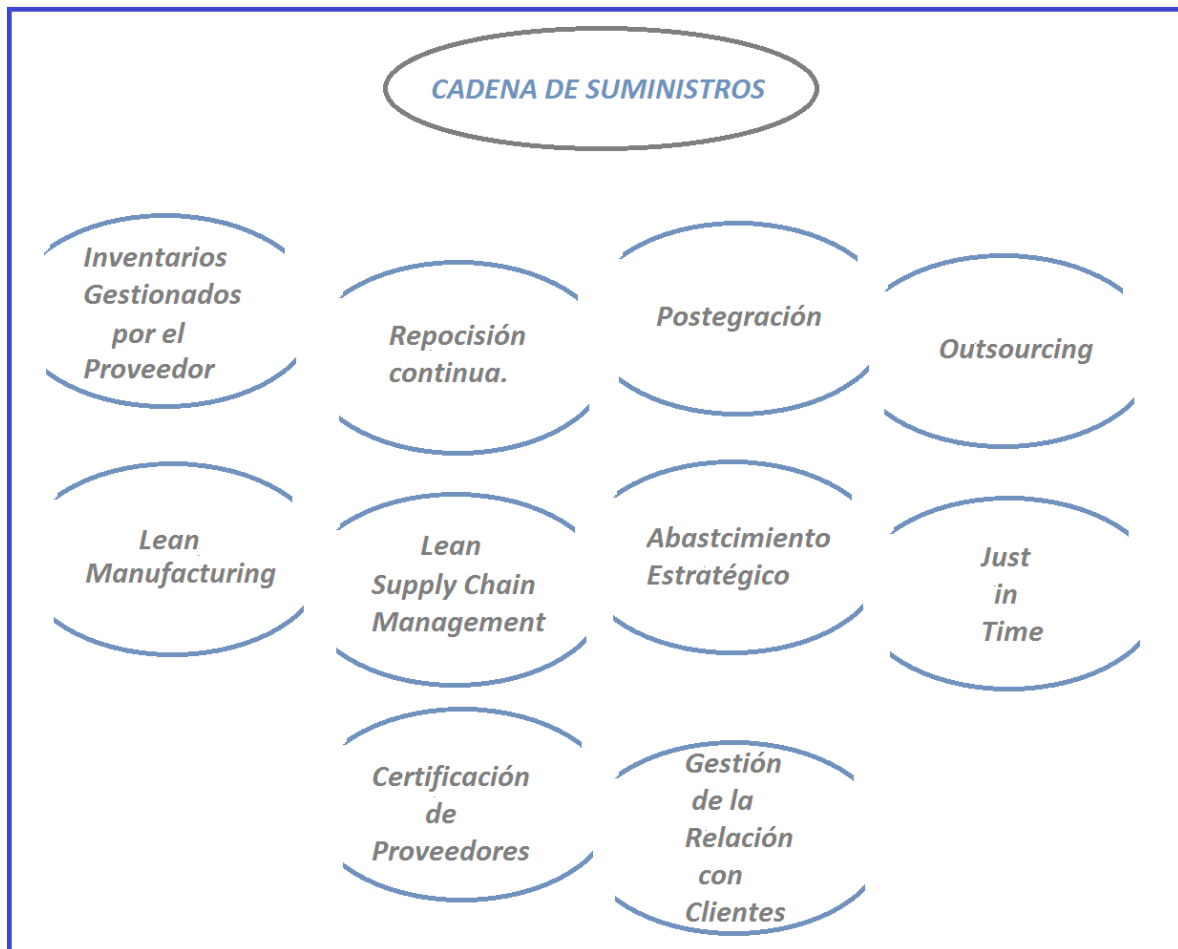 CADENA DE SUMINISTROS
Inventarios
Gestionados
por el
Proveedor
Repocisión
continua.
Postegración
Outsourcing
Lean
Manufacturing
Lean
Supply Chain
Management
Abastcimiento
Estratégico
Just
in
Time
Certificación
de
Proveedores
Gestión
de la
Relación
con
Clientes